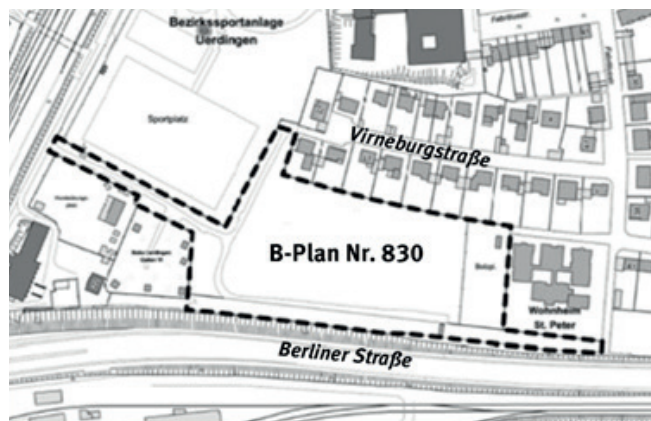 Bezirkssportanlage
Uerdingen
Sportplatz
Virneburgstraße
B-Plan Nr. 830
Wohnheim
St. Peter
Berliner Straße